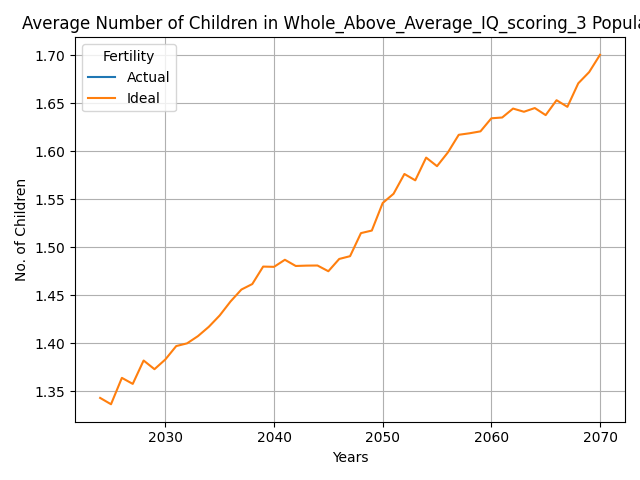 Average Number of Children in Whole_Above_Average_IQ_scoring_3 Popula
Fertility
Actual
Ideal
1.70
1.65
1.60
1.55
1.50
1.45
1.40
1.35
No. of Children
2030 2040 2050 2060 2070
Years